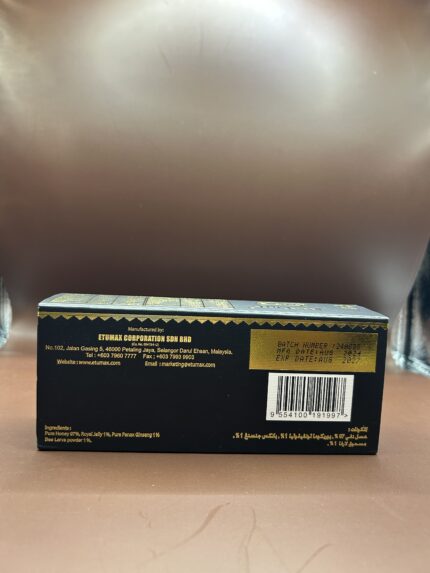 Manufactured by:
ETUMAX CORPORATION SDN BHD
No.102, Jalan Gasing 5, 46000 Petaling Jaya, Selangor Darul Ehsan, Malaysia.
Tel : +603 7960 7777 Fax : +603 7993 9903
Website : www.etumax.com Email : marketing@etumax.com
BATCH NUMBER
MFG DATE:AUG 2024
EXP DATE:AUG 2027
9 554100 191997 >
Ingredients :
Pure Honey 97%, Royal Jelly 1%, Pure Panax Ginseng 1%
Bee Larva powder 1%.